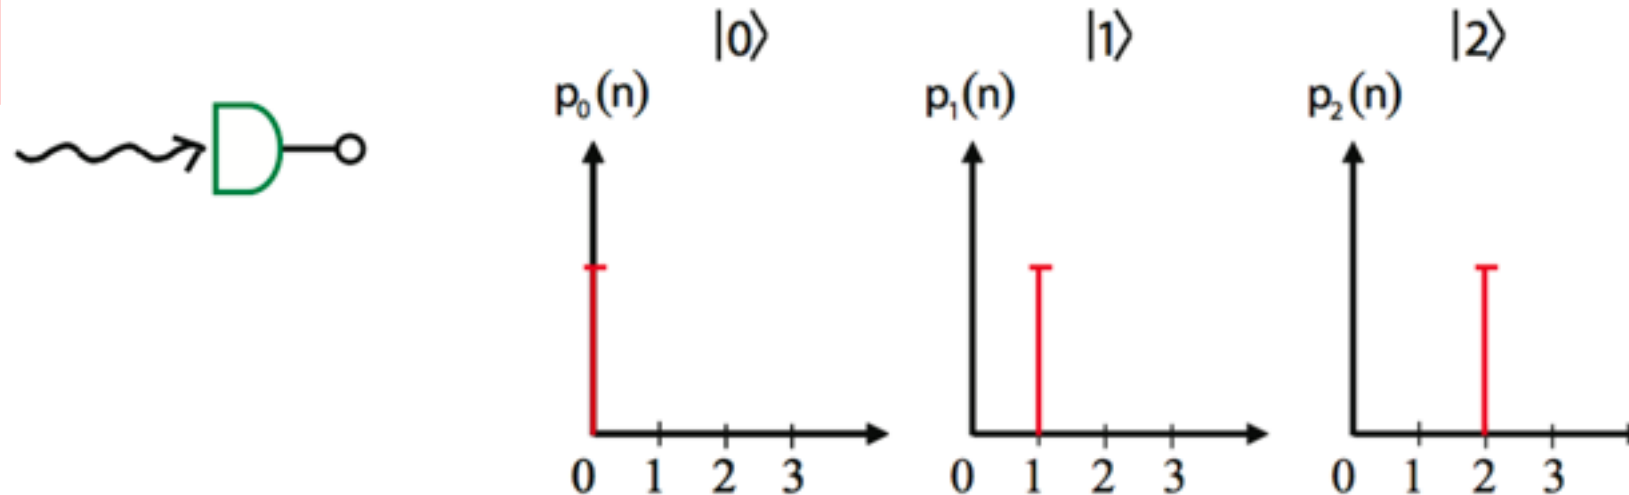 |0⟩ |1⟩ |2⟩
p₀(n) p₁(n) p₂(n)
0 1 2 3 0 1 2 3 0 1 2 3